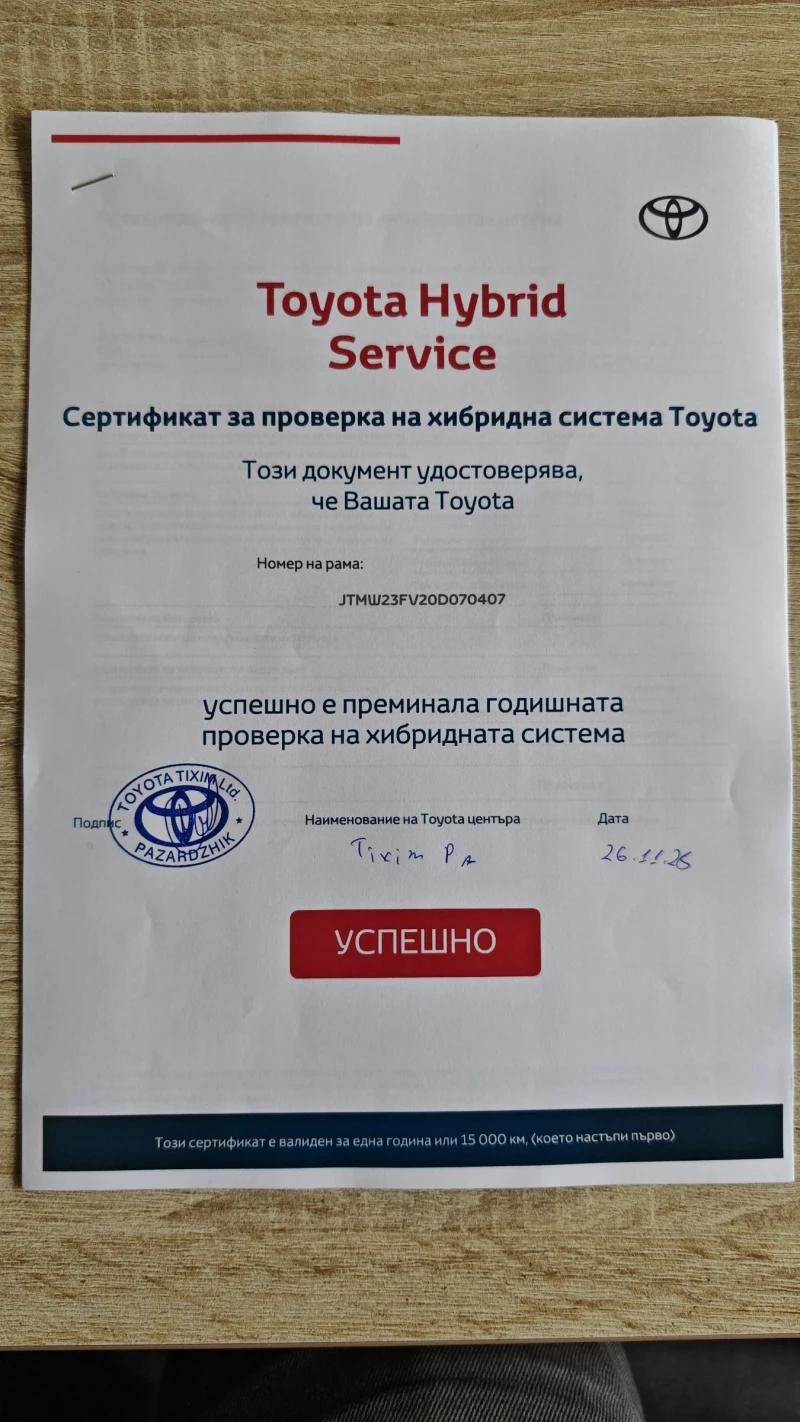 Toyota Hybrid
Service
Сертификат за проверка на хибридна система Toyota
Този документ удостоверява,
че Вашата Toyota
Номер на рама:
JTMW23FV20D070407
успешно е преминала годишната
проверка на хибридната система
Подпис
TOYOTA TIXIM Ltd.
PAZARDZHIK
Наименование на Toyota центъра
Дата
Tixim PA
26.11.25
УСПЕШНО
Този сертификат е валиден за една година или 15 000 км, (което настъпи първо)